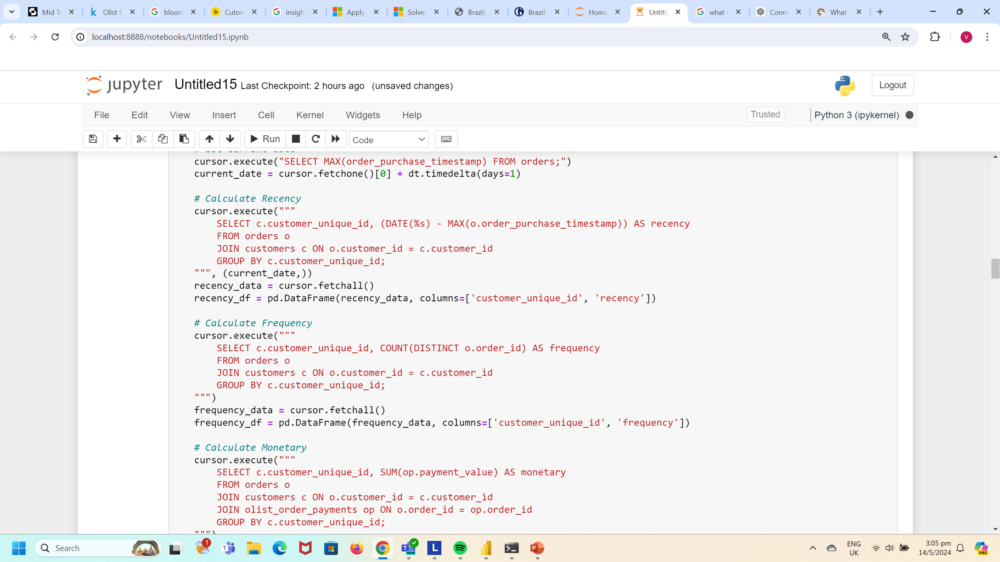 Mid Te
Olist E
bloom
Cutom
insigh
Apply
Solved
Brazil_
Brazil'
Home
Untitle
what i
Conne
What
localhost:8888/notebooks/Untitled15.ipynb
V
jupyter Untitled15 Last Checkpoint: 2 hours ago (unsaved changes)
Logout
File Edit View Insert Cell Kernel Widgets Help
Trusted
Python 3 (ipykernel)
Run
Code
cursor.execute("SELECT MAX(order_purchase_timestamp) FROM orders;")
current_date = cursor.fetchone()[0] + dt.timedelta(days=1)
# Calculate Recency
cursor.execute("""
SELECT c.customer_unique_id, (DATE(%s) - MAX(o.order_purchase_timestamp)) AS recency
FROM orders o
JOIN customers c ON o.customer_id = c.customer_id
GROUP BY c.customer_unique_id;
""", (current_date,))
recency_data = cursor.fetchall()
recency_df = pd.DataFrame(recency_data, columns=['customer_unique_id', 'recency'])
# Calculate Frequency
cursor.execute("""
SELECT c.customer_unique_id, COUNT(DISTINCT o.order_id) AS frequency
FROM orders o
JOIN customers c ON o.customer_id = c.customer_id
GROUP BY c.customer_unique_id;
""")
frequency_data = cursor.fetchall()
frequency_df = pd.DataFrame(frequency_data, columns=['customer_unique_id', 'frequency'])
# Calculate Monetary
cursor.execute("""
SELECT c.customer_unique_id, SUM(op.payment_value) AS monetary
FROM orders o
JOIN customers c ON o.customer_id = c.customer_id
JOIN olist_order_payments op ON o.order_id = op.order_id
GROUP BY c.customer_unique_id;
""")
Search
1
NEW
ENG
UK
3:05 pm
14/5/2024
PRE